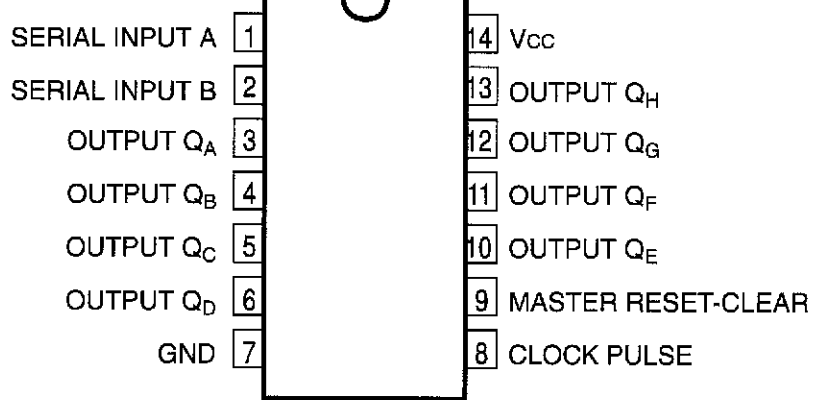 SERIAL INPUT A 1 14 Vcc
SERIAL INPUT B 2 13 OUTPUT QH
OUTPUT QA 3 12 OUTPUT QG
OUTPUT QB 4 11 OUTPUT QF
OUTPUT QC 5 10 OUTPUT QE
OUTPUT QD 6 9 MASTER RESET-CLEAR
GND 7 8 CLOCK PULSE